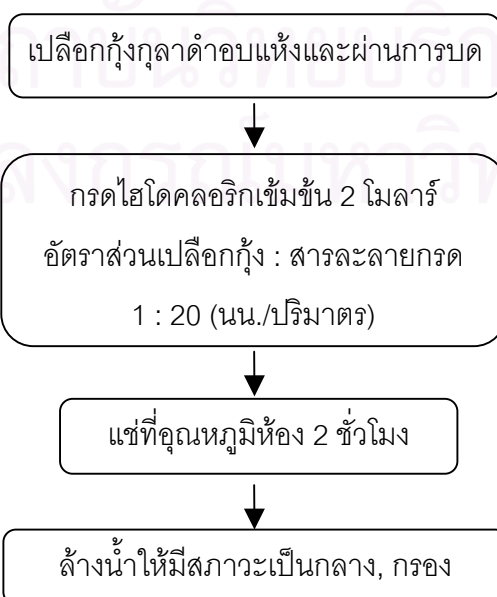 เปลือกกุ้งกุลาดำอบแห้งและผ่านการบด
กรดไฮโดคลอริกเข้มข้น 2 โมลาร์
อัตราส่วนเปลือกกุ้ง : สารละลายกรด
1 : 20 (นน./ปริมาตร)
แช่ที่อุณหภูมิห้อง 2 ชั่วโมง
ล้างน้ำให้มีสภาวะเป็นกลาง, กรอง